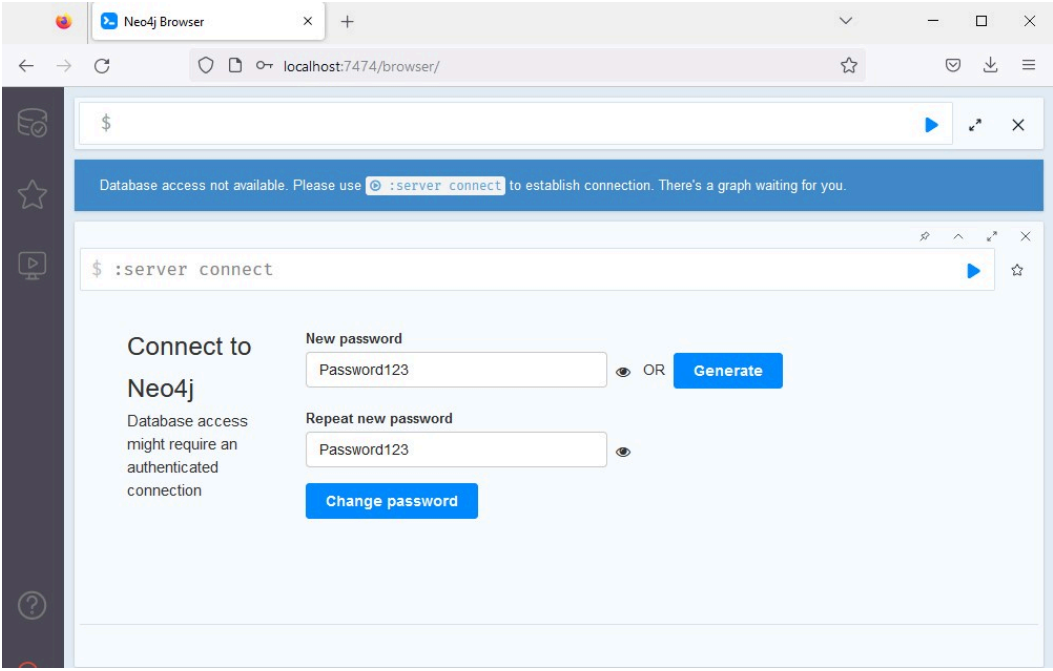 Neo4j Browser
localhost:7474/browser/
$
Database access not available. Please use :server connect to establish connection. There's a graph waiting for you.
$ :server connect
Connect to
Neo4j
Database access
might require an
authenticated
connection
New password
Password123
OR
Generate
Repeat new password
Password123
Change password